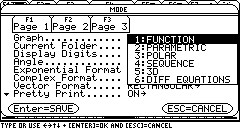 MODE
F1 F2 F3
Page 1 Page 2 Page 3
Graph............ 1:FUNCTION
Current Folder.... 2:PARAMETRIC
Display Digits.... 3:POLAR
Angle............ 4:SEQUENCE
Exponential Format 5:3D
Complex Format.... 6:DIFF EQUATIONS
Vector Format..... RECTANGULAR→
Pretty Print...... ON→
Enter=SAVE ESC=CANCEL
TYPE OR USE ←→↑↓ + [ENTER]=OK AND [ESC]=CANCEL